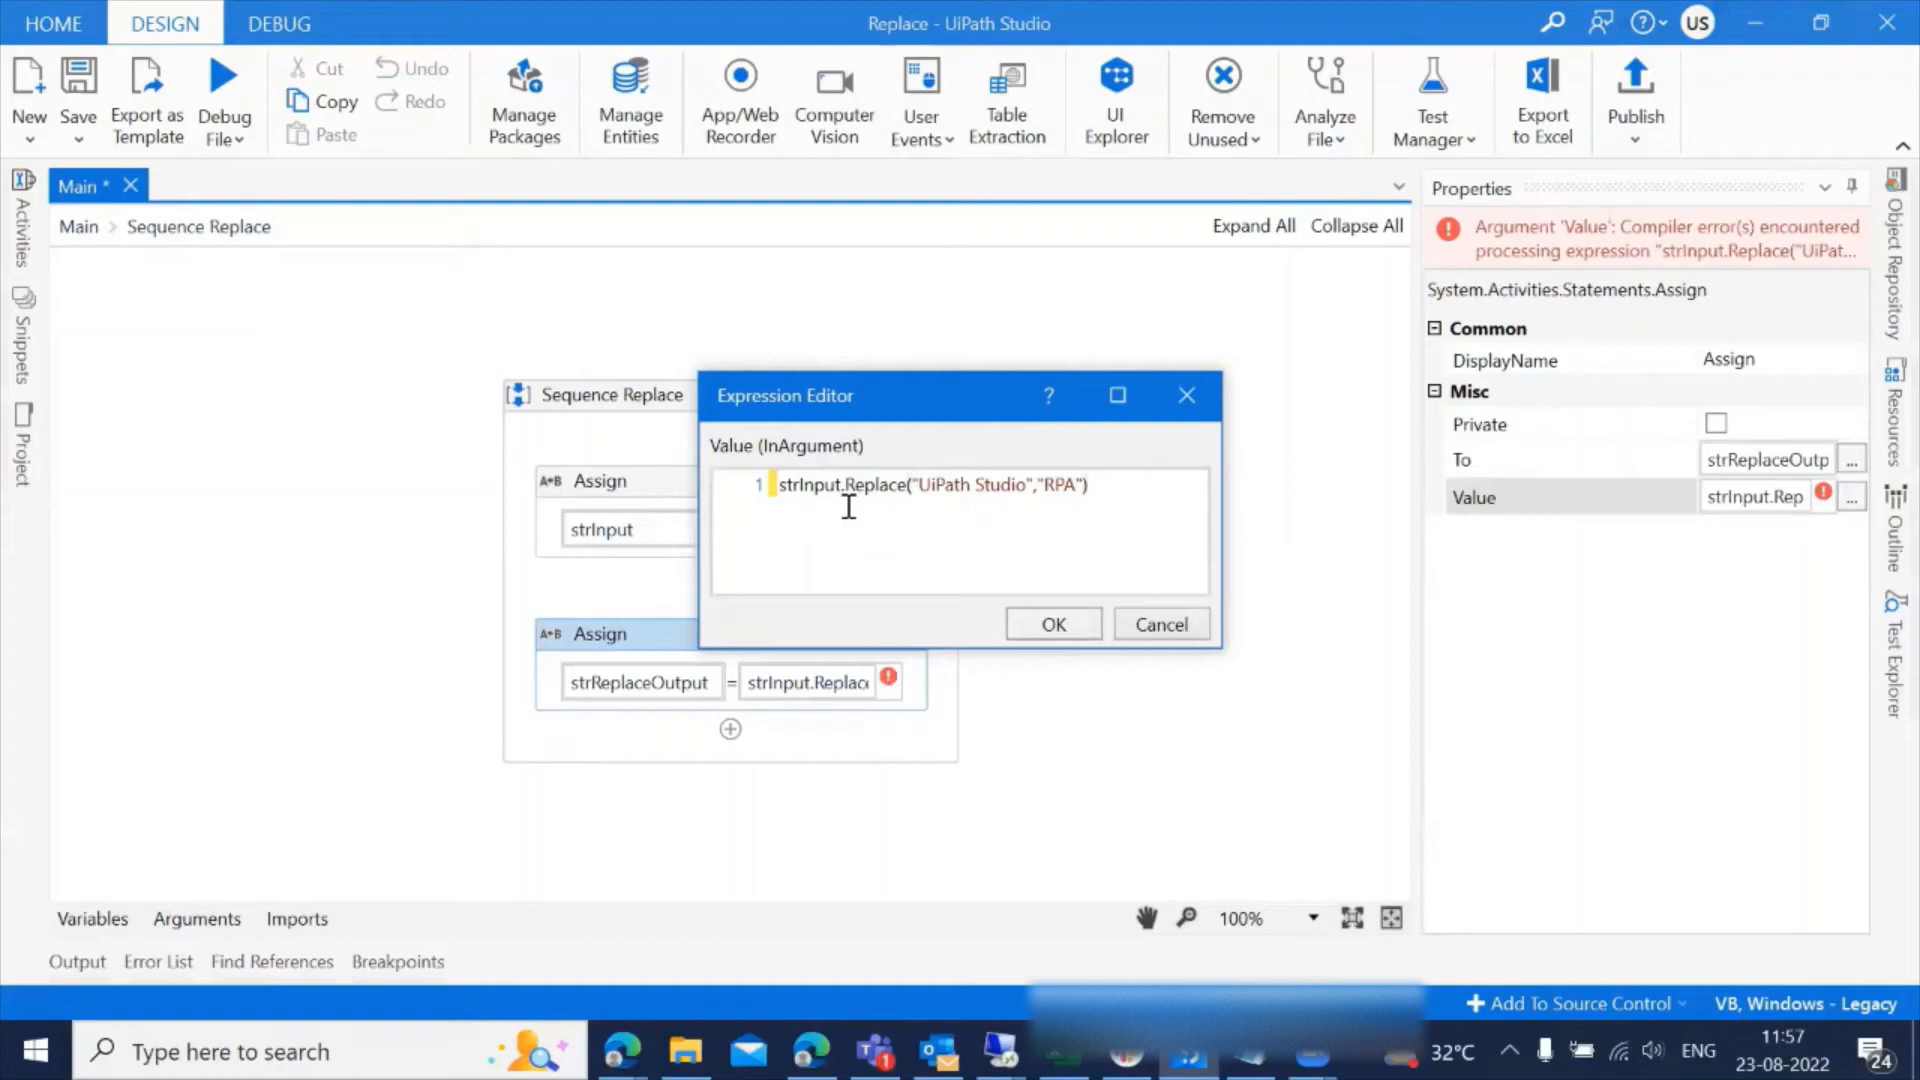 HOME
DESIGN
DEBUG
Replace - UiPath Studio
US
New
Save
Export as
Template
Debug
File
Cut
Copy
Paste
Undo
Redo
Manage
Packages
Manage
Entities
App/Web
Recorder
Computer
Vision
User
Events
Table
Extraction
UI
Explorer
Remove
Unused
Analyze
File
Test
Manager
Export
to Excel
Publish
Activities
Snippets
Project
Main *
Main > Sequence Replace
Expand All
Collapse All
Sequence Replace
A+B Assign
strInput
A+B Assign
strReplaceOutput = strInput.Replace
Expression Editor
?
Value (InArgument)
1 strInput.Replace("UiPath Studio","RPA")
OK
Cancel
Properties
Argument 'Value': Compiler error(s) encountered
processing expression "strInput.Replace("UiPat...
System.Activities.Statements.Assign
Common
DisplayName Assign
Misc
Private
To strReplaceOutp ...
Value strInput.Rep ...
Object Repository
Resources
Outline
Test Explorer
Variables
Arguments
Imports
100%
Output
Error List
Find References
Breakpoints
Add To Source Control
VB, Windows - Legacy
Type here to search
1
32°C
ENG
11:57
23-08-2022
24